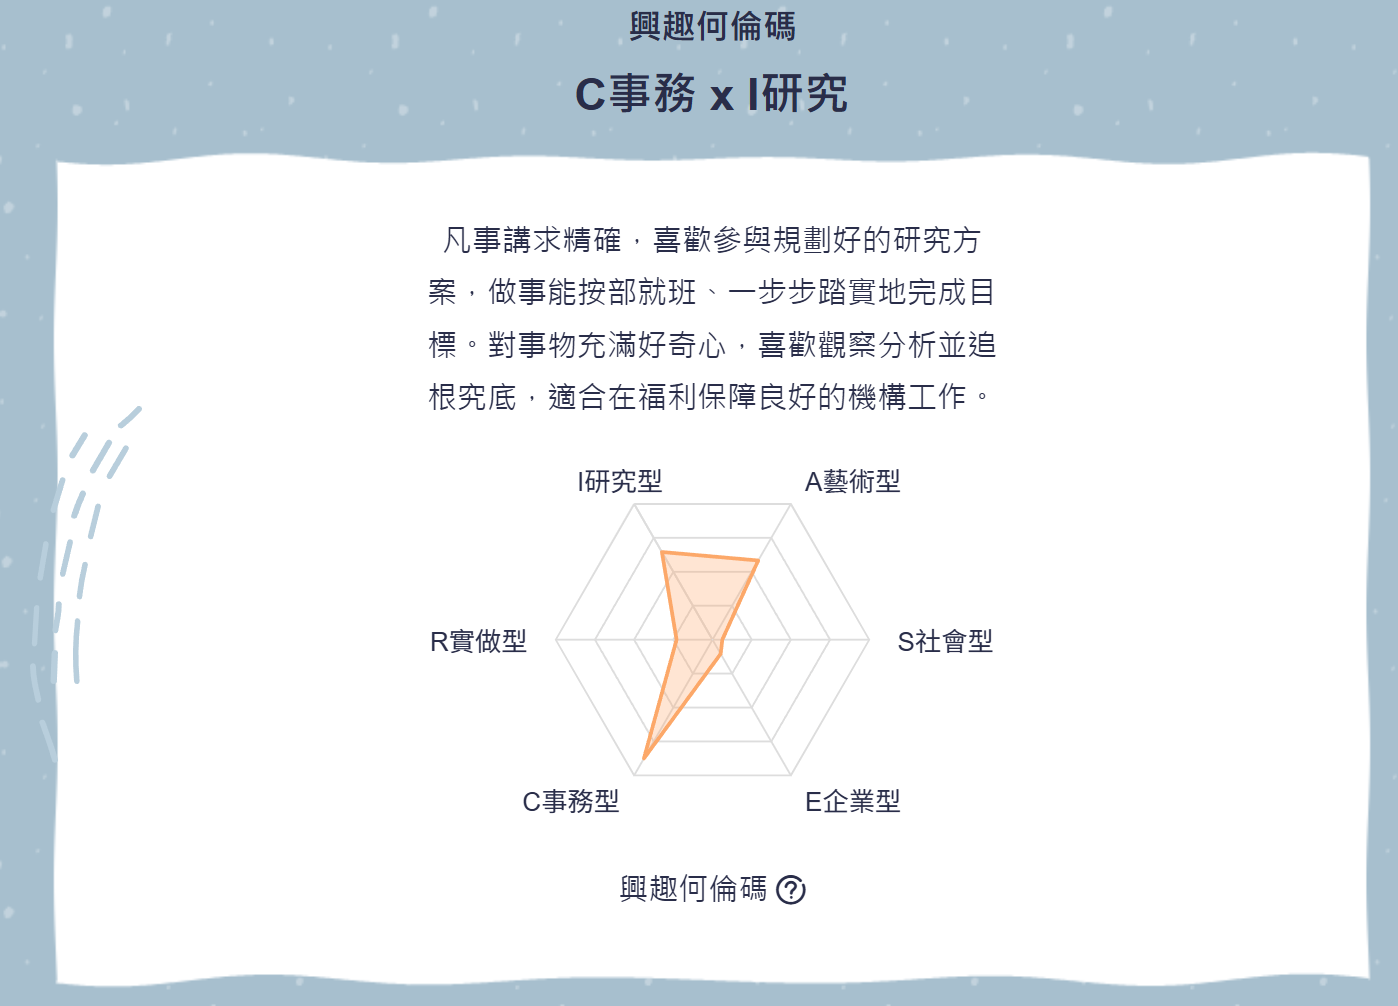 興趣何倫碼
C事務 x I研究
凡事講求精確，喜歡參與規劃好的研究方
案，做事能按部就班、一步步踏實地完成目
標。對事物充滿好奇心，喜歡觀察分析並追
根究底，適合在福利保障良好的機構工作。
I研究型
A藝術型
R實做型
S社會型
C事務型
E企業型
興趣何倫碼 ?